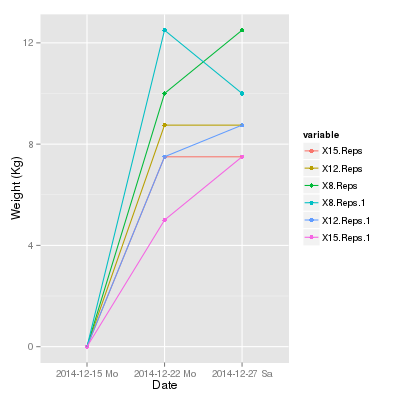 12
8
4
0
Weight (Kg)
2014-12-15 Mo
2014-12-22 Mo
2014-12-27 Sa
Date
variable
X15.Reps
X12.Reps
X8.Reps
X8.Reps.1
X12.Reps.1
X15.Reps.1